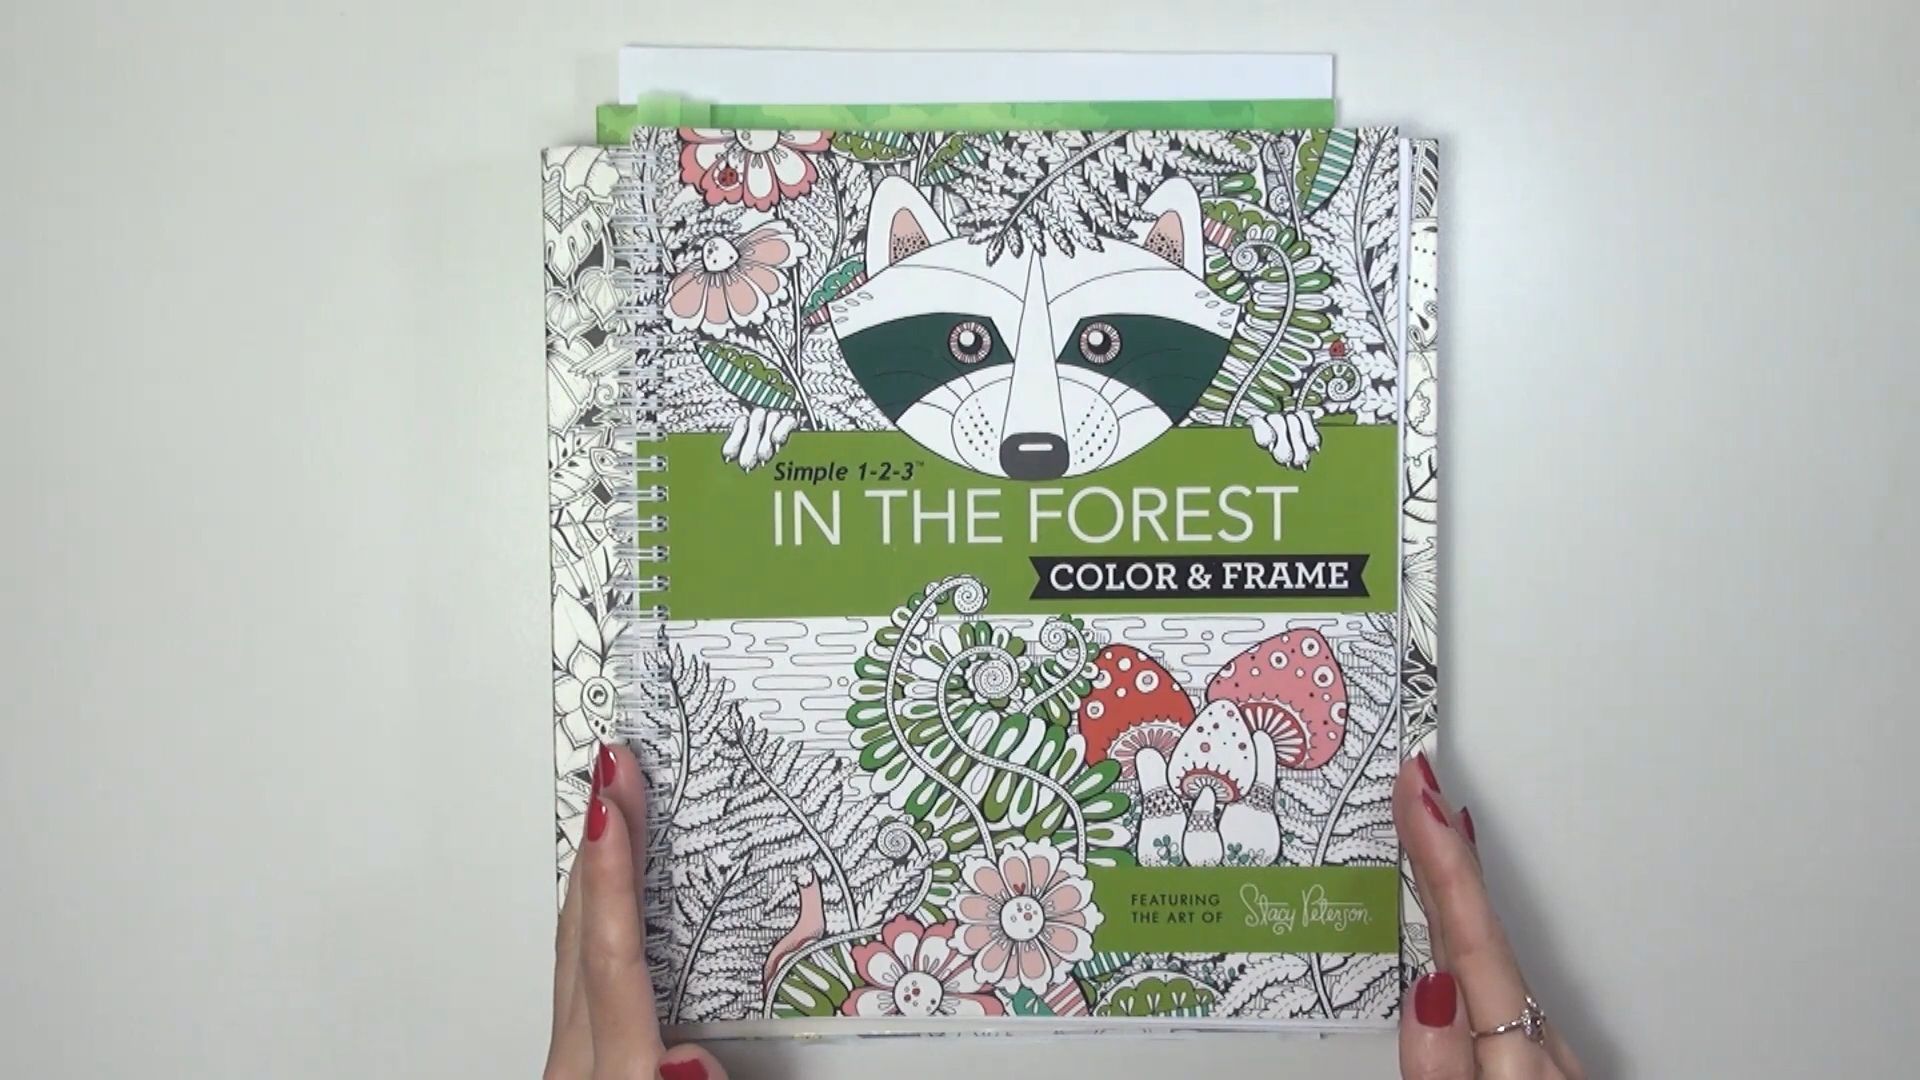 Simple 1-2-3™
IN THE FOREST
COLOR & FRAME
FEATURING
THE ART OF
Stacy Peterson.